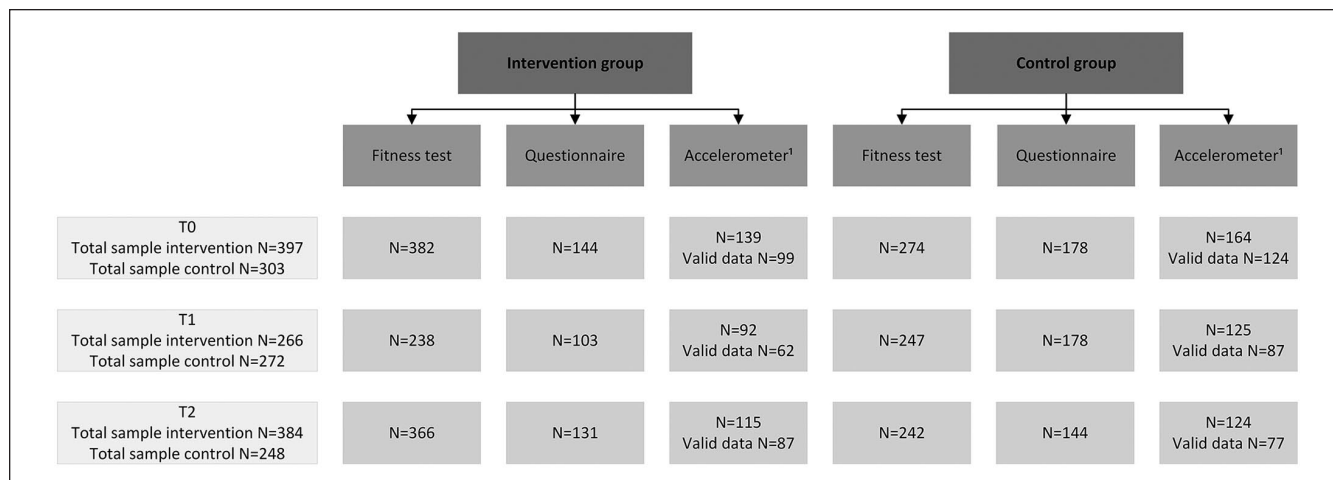 Intervention group
Control group
Fitness test
Questionnaire
Accelerometer¹
Fitness test
Questionnaire
Accelerometer¹
T0
Total sample intervention N=397
Total sample control N=303
N=382
N=144
N=139
Valid data N=99
N=274
N=178
N=164
Valid data N=124
T1
Total sample intervention N=266
Total sample control N=272
N=238
N=103
N=92
Valid data N=62
N=247
N=178
N=125
Valid data N=87
T2
Total sample intervention N=384
Total sample control N=248
N=366
N=131
N=115
Valid data N=87
N=242
N=144
N=124
Valid data N=77